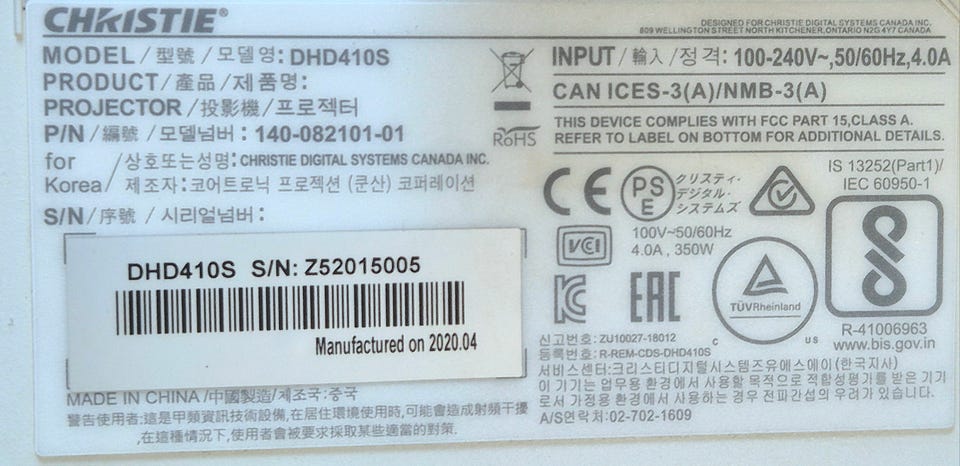 CHRISTIE®
DESIGNED FOR CHRISTIE DIGITAL SYSTEMS CANADA INC.
809 WELLINGTON STREET NORTH KITCHENER,ONTARIO N2G 4Y7 CANADA
MODEL / 型號 / 모델명: DHD410S
PRODUCT / 產品 / 제품명:
PROJECTOR / 投影機 / 프로젝터
P/N / 編號 / 모델넘버 : 140-082101-01
for Korea / 상호또는성명: CHRISTIE DIGITAL SYSTEMS CANADA INC.
제조자: 코어트로닉 프로젝션 (쿤산) 코퍼레이션
S/N / 序號 / 시리얼넘버 :
DHD410S S/N: Z52015005
Manufactured on 2020.04
MADE IN CHINA /中國製造 /제조국:중국
警告使用者:這是甲類資訊技術設備,在居住環境使用時,可能會造成射頻干擾
,在這種情況下,使用者會被要求採取某些適當的對策.
RoHS
INPUT / 輸入 / 정격: 100-240V~,50/60Hz,4.0A
CAN ICES-3(A)/NMB-3(A)
THIS DEVICE COMPLIES WITH FCC PART 15,CLASS A.
REFER TO LABEL ON BOTTOM FOR ADDITIONAL DETAILS.
CE
PS
E
クリスティ・
デジタル・
システムズ
IS 13252(Part1)/
IEC 60950-1
VCI
100V~50/60Hz
4.0A , 350W
EAC
TÜVRheinland
C US
R-41006963
www.bis.gov.in
신고번호: ZU10027-18012
등록번호: R-REM-CDS-DHD410S
서비스센터:크리스티디지털시스템즈유에스에이(한국지사)
이 기기는 업무용 환경에서 사용할 목적으로 적합성평가를 받은 기기
로서 가정용 환경에서 사용하는 경우 전파간섭의 우려가 있습니다.
A/S연락처: 02-702-1609